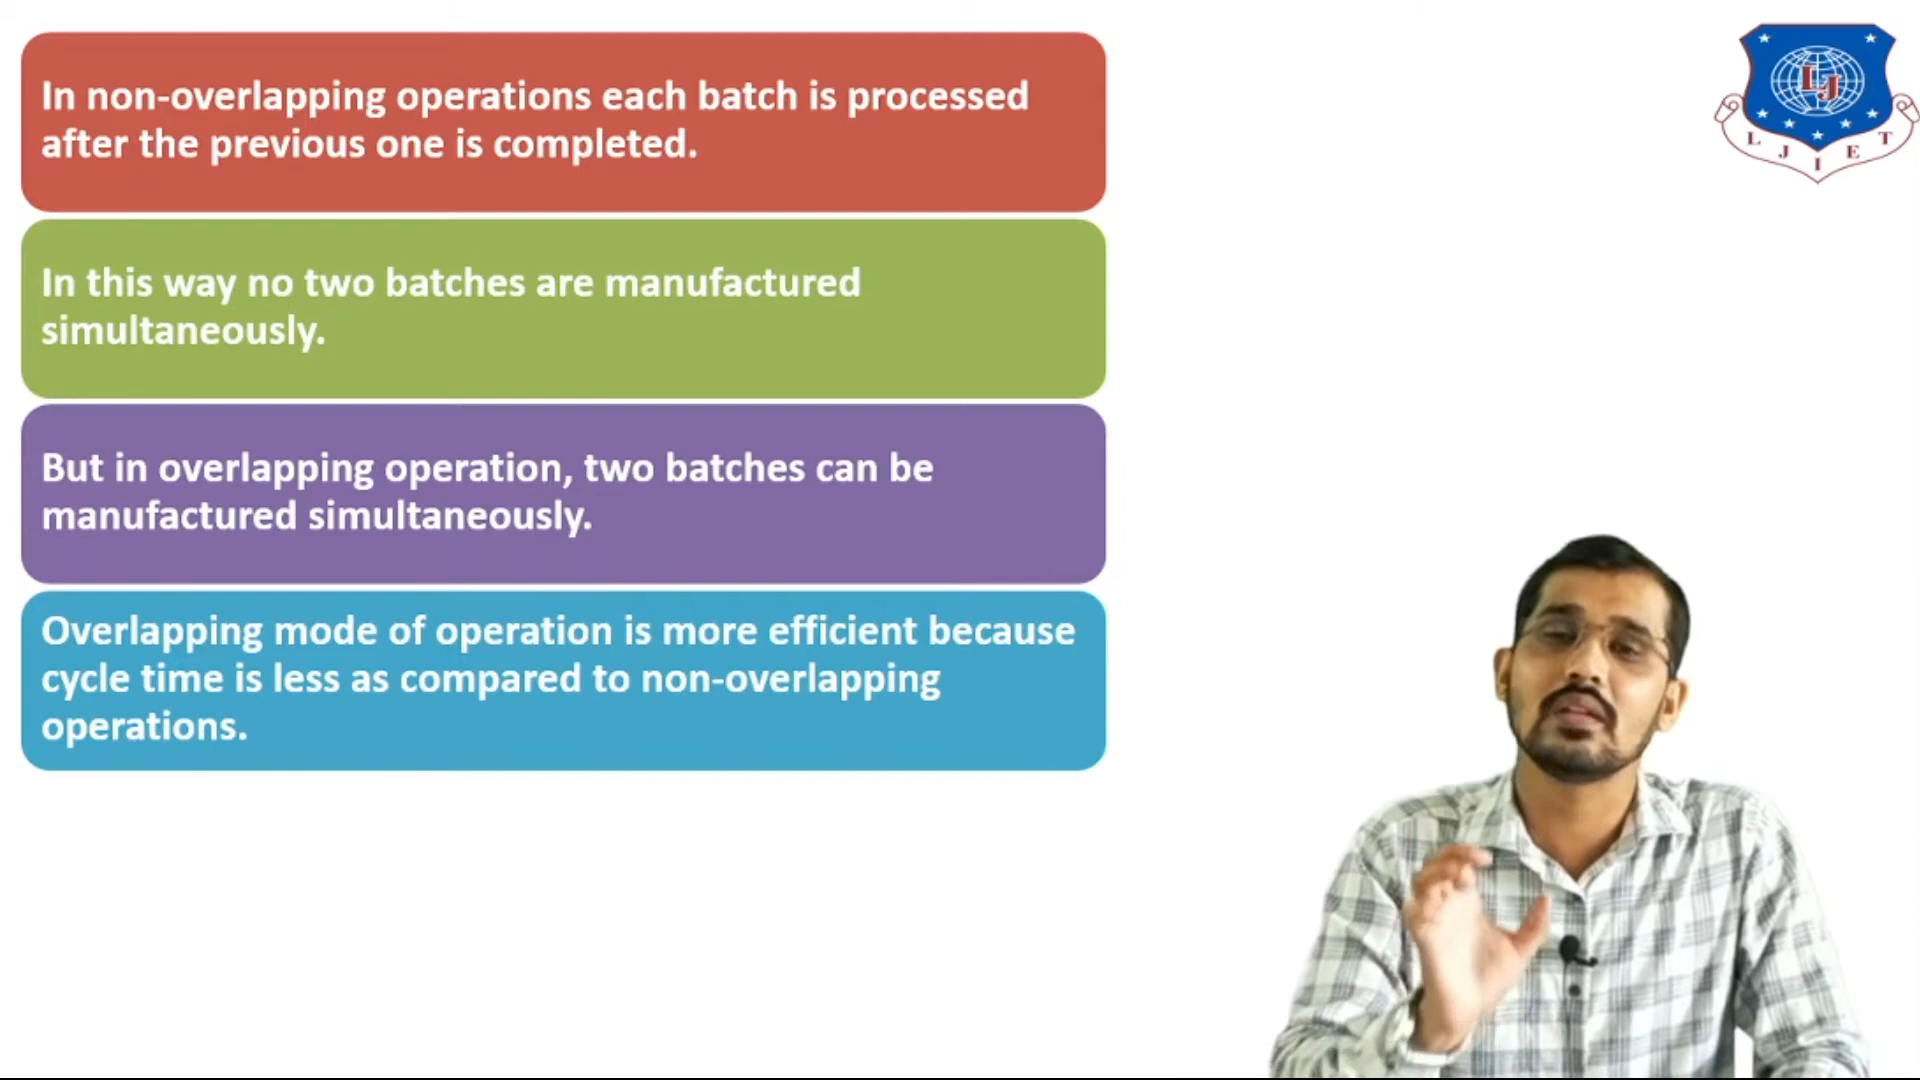 In non-overlapping operations each batch is processed
after the previous one is completed.
In this way no two batches are manufactured
simultaneously.
But in overlapping operation, two batches can be
manufactured simultaneously.
Overlapping mode of operation is more efficient because
cycle time is less as compared to non-overlapping
operations.
LJ
L J I E T